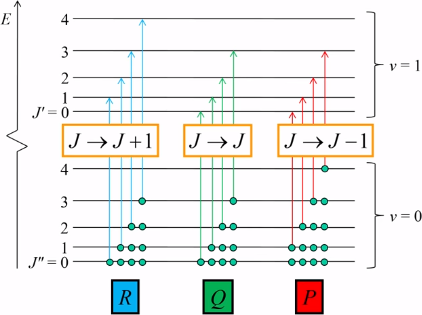 E
4
3
2
1
J' = 0
v = 1
J → J + 1
J → J
J → J − 1
4
3
2
1
J" = 0
v = 0
R
Q
P